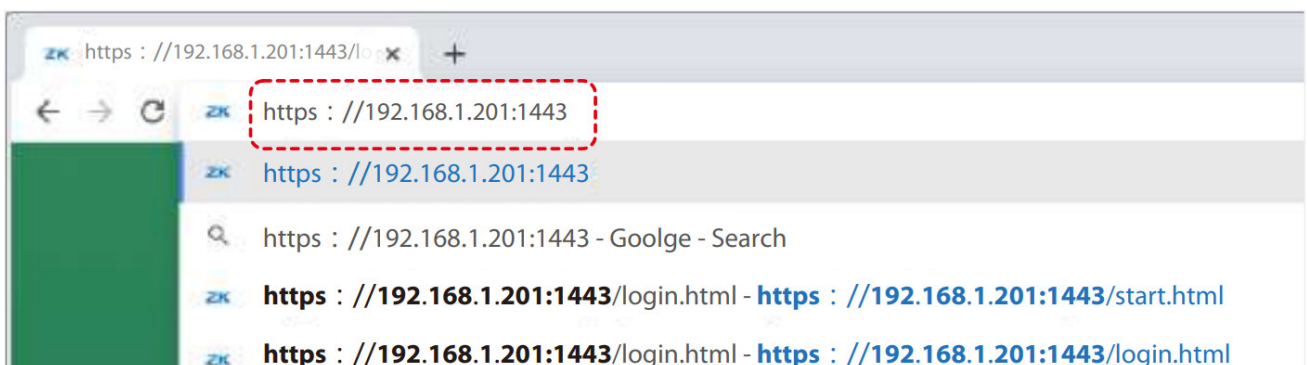 ZK https：//192.168.1.201:1443/lo
ZK https：//192.168.1.201:1443
ZK https：//192.168.1.201:1443
https：//192.168.1.201:1443 - Goolge - Search
ZK https：//192.168.1.201:1443/login.html - https：//192.168.1.201:1443/start.html
ZK https：//192.168.1.201:1443/login.html - https：//192.168.1.201:1443/login.html